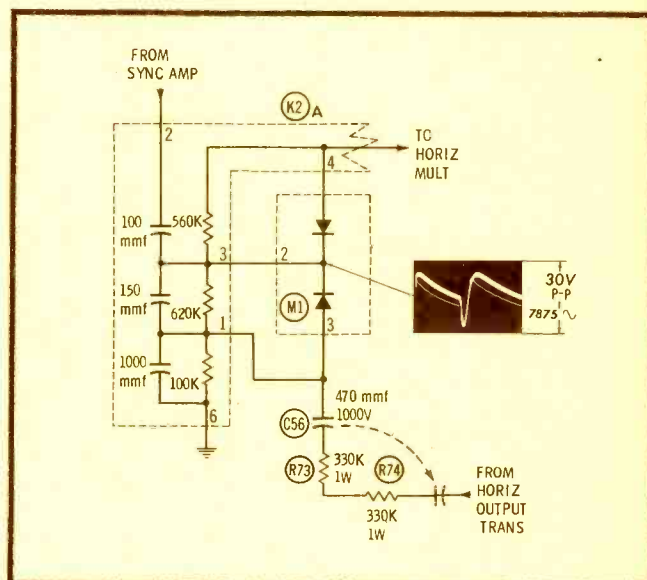 FROM
SYNC AMP
K2 A
2
TO
HORIZ
MULT
4
100
mmf
560K
3
2
150
mmf
620K
30V
P-P
7875 ∿
M1
1
3
1000
mmf
100K
6
470 mmf
1000V
C56
R73
330K
1W
R74
330K
1W
FROM
HORIZ
OUTPUT
TRANS